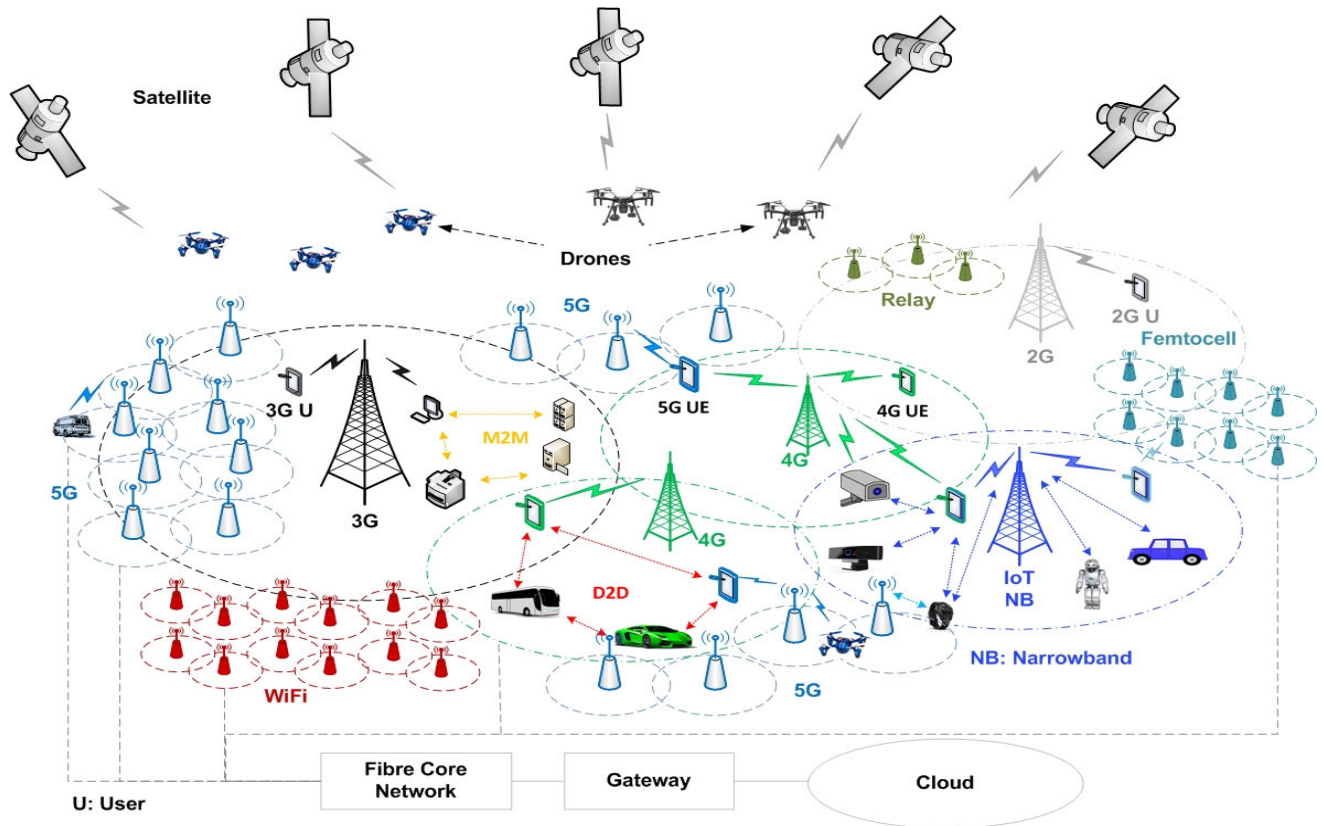 Satellite
Drones
5G
Relay
2G U
2G
Femtocell
3G U
5G UE
4G UE
M2M
4G
5G
3G
4G
IoT
NB
D2D
NB: Narrowband
WiFi
5G
Fibre Core
Network
Gateway
Cloud
U: User